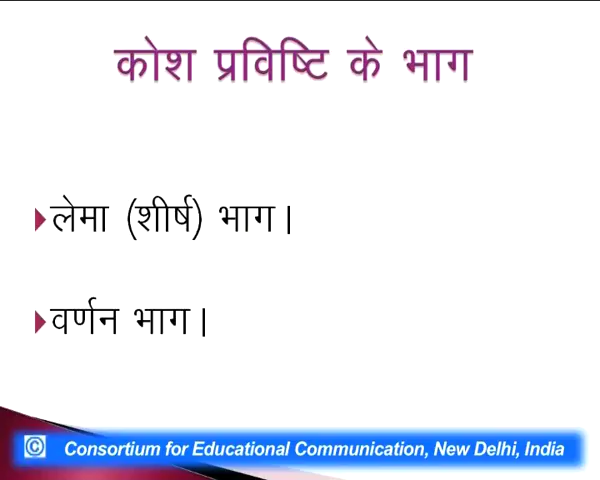 कोश प्रविष्टि के भाग
लेमा (शीर्ष) भाग।
वर्णन भाग।
© Consortium for Educational Communication, New Delhi, India